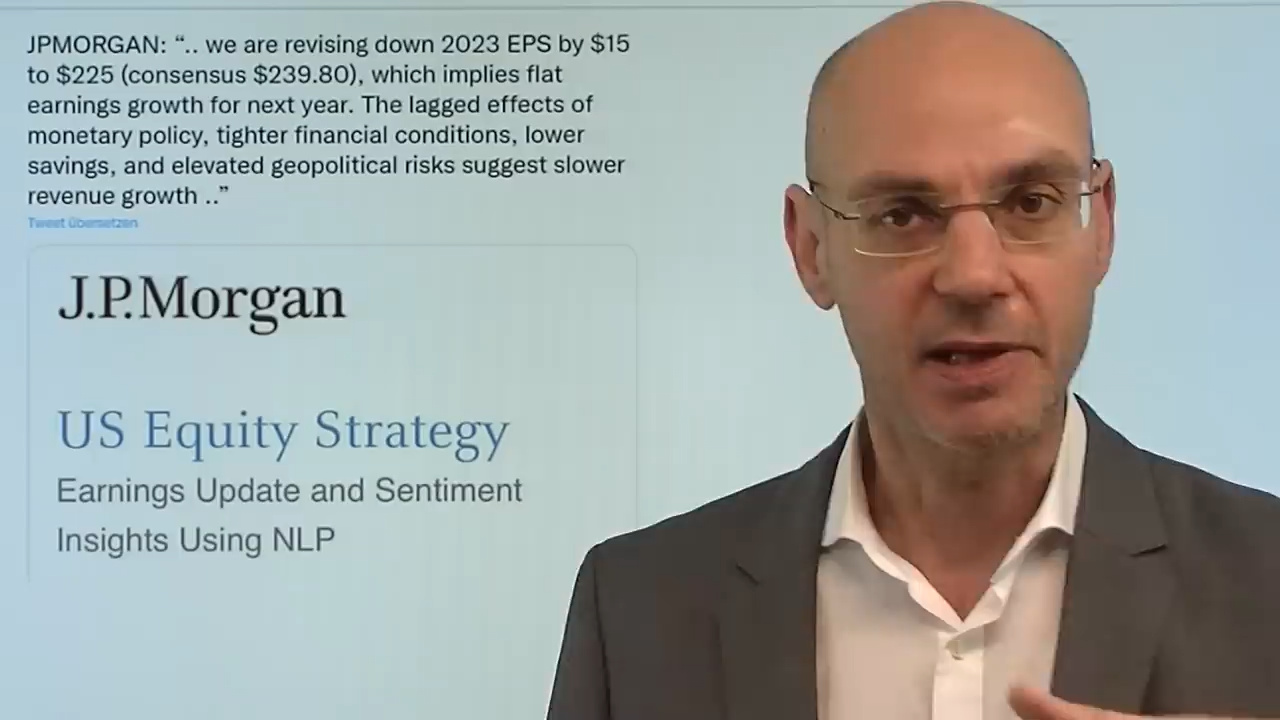 JPMORGAN: “.. we are revising down 2023 EPS by $15
to $225 (consensus $239.80), which implies flat
earnings growth for next year. The lagged effects of
monetary policy, tighter financial conditions, lower
savings, and elevated geopolitical risks suggest slower
revenue growth ..”
Tweet übersetzen
J.P.Morgan
US Equity Strategy
Earnings Update and Sentiment
Insights Using NLP